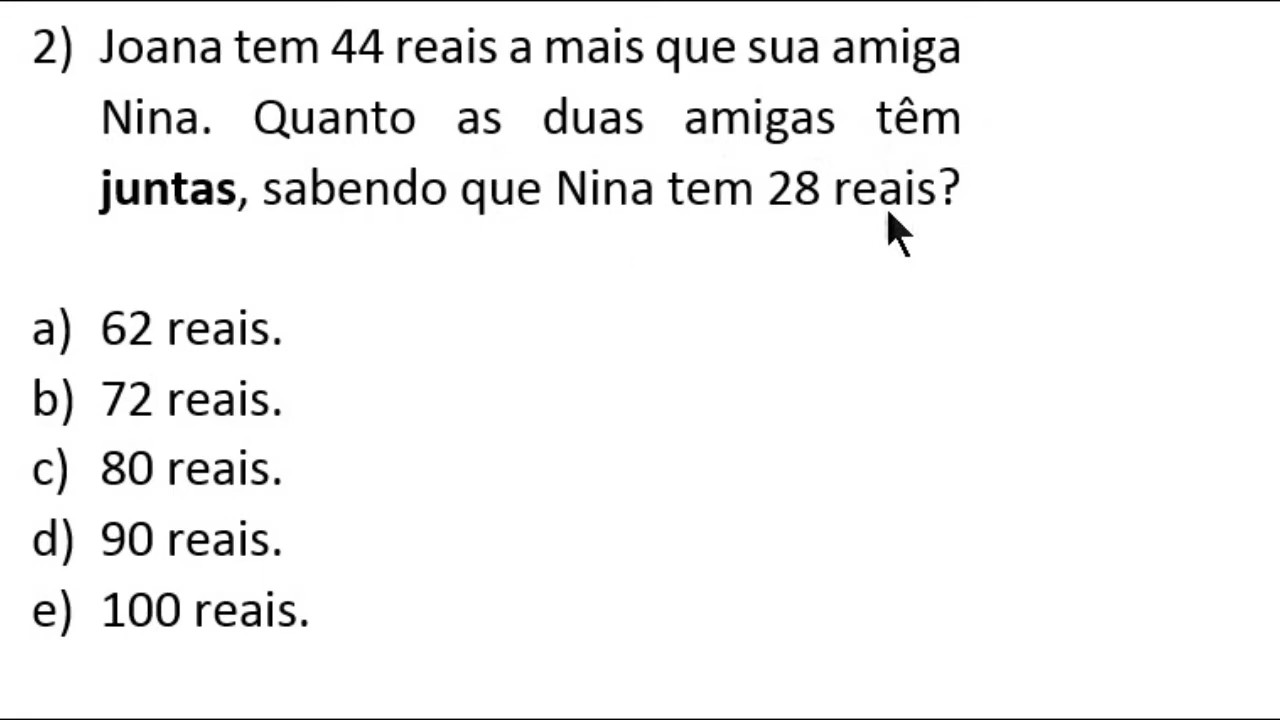 2) Joana tem 44 reais a mais que sua amiga
Nina. Quanto as duas amigas têm
juntas, sabendo que Nina tem 28 reais?
a) 62 reais.
b) 72 reais.
c) 80 reais.
d) 90 reais.
e) 100 reais.